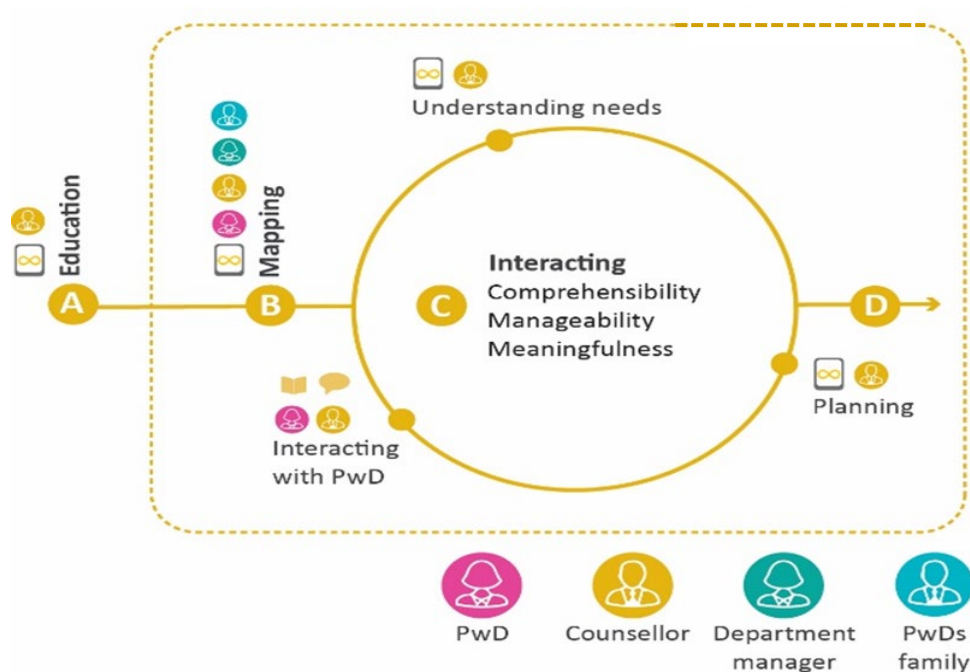 Understanding needs
Education
Mapping
A
B
C
Interacting
Comprehensibility
Manageability
Meaningfulness
D
Planning
Interacting
with PwD
PwD
Counsellor
Department
manager
PwDs
family